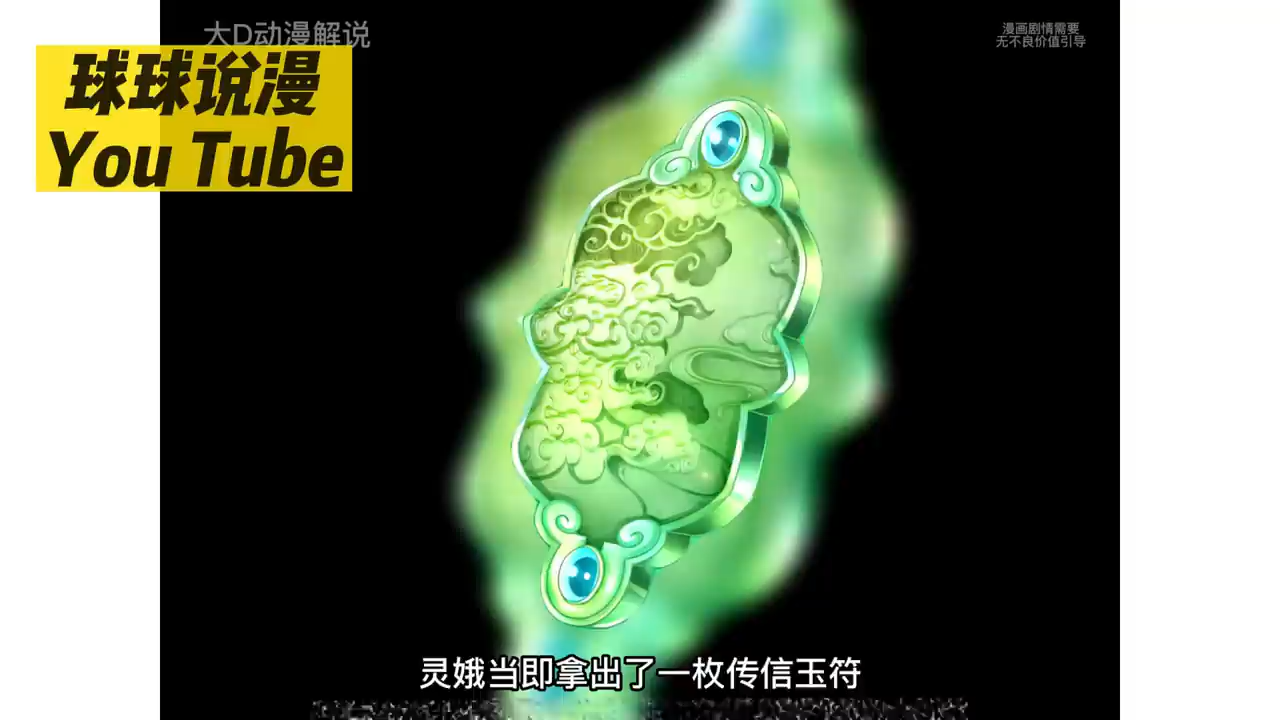 大D动漫解说
漫画剧情需要
无不良价值引导
球球说漫
You Tube
灵娥当即拿出了一枚传信玉符